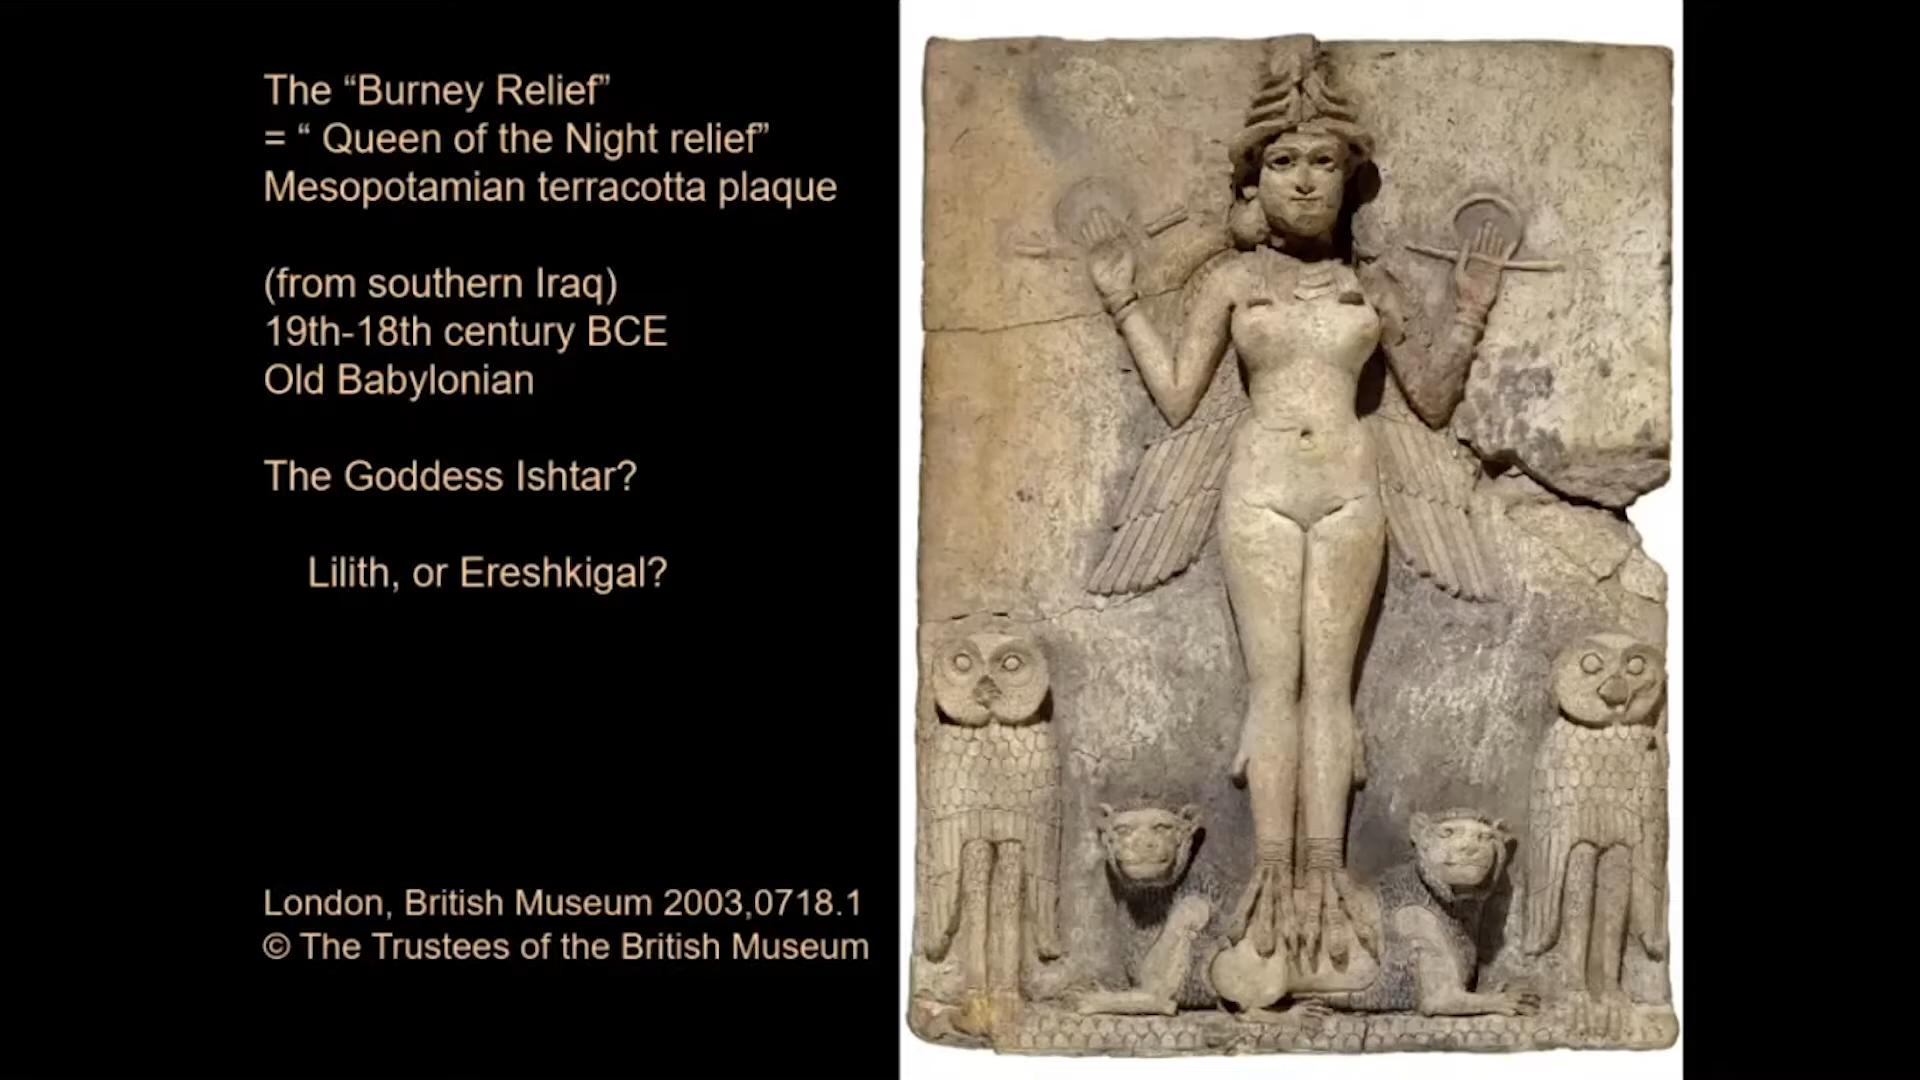 The “Burney Relief”
= “ Queen of the Night relief”
Mesopotamian terracotta plaque
(from southern Iraq)
19th-18th century BCE
Old Babylonian
The Goddess Ishtar?
Lilith, or Ereshkigal?
London, British Museum 2003,0718.1
© The Trustees of the British Museum